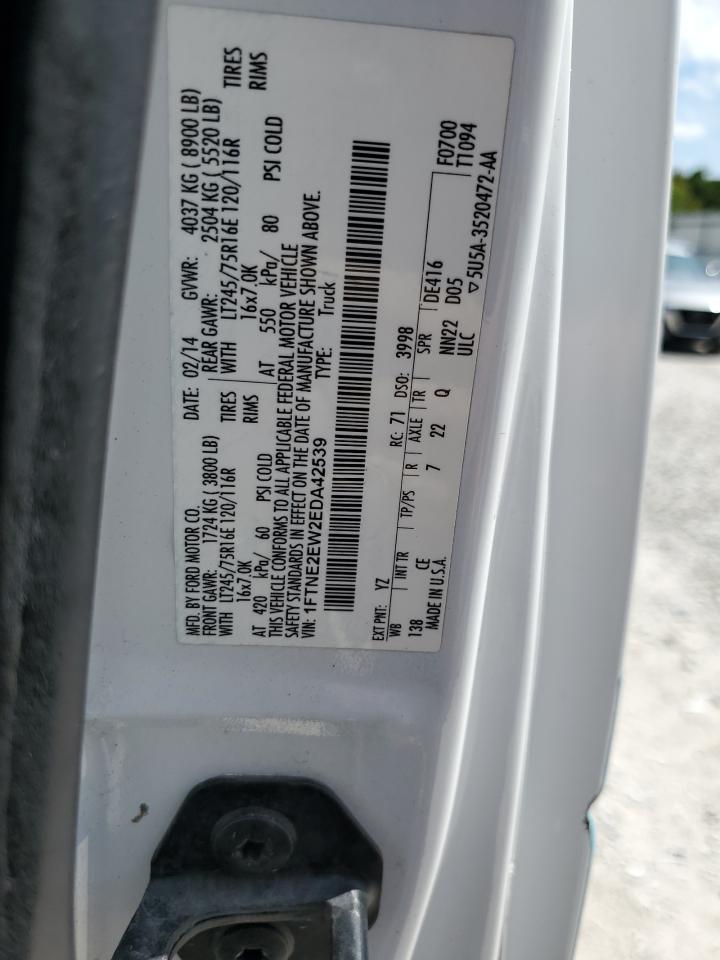 MFD. BY FORD MOTOR CO.   DATE: 02/14   GVWR: 4037 KG ( 8900 LB)
FRONT GAWR: 1724 KG ( 3800 LB)   REAR GAWR: 2504 KG ( 5520 LB)
WITH LT245/75R16E 120/116R TIRES   WITH LT245/75R16E 120/116R TIRES
16x7.0K RIMS   16x7.0K RIMS
AT 420 kPa/ 60 PSI COLD   AT 550 kPa/ 80 PSI COLD
THIS VEHICLE CONFORMS TO ALL APPLICABLE FEDERAL MOTOR VEHICLE
SAFETY STANDARDS IN EFFECT ON THE DATE OF MANUFACTURE SHOWN ABOVE.
VIN: 1FTNE2EW2EDA42539   TYPE: Truck
EXT PNT: YZ   RC: 71 DSO: 3998
WB | INT TR | TP/PS | R | AXLE | TR | SPR | DE416 F0700
138 CE 7 22 Q NN22 D05 T1094
MADE IN U.S.A. ULC
▽5U5A-3520472-AA